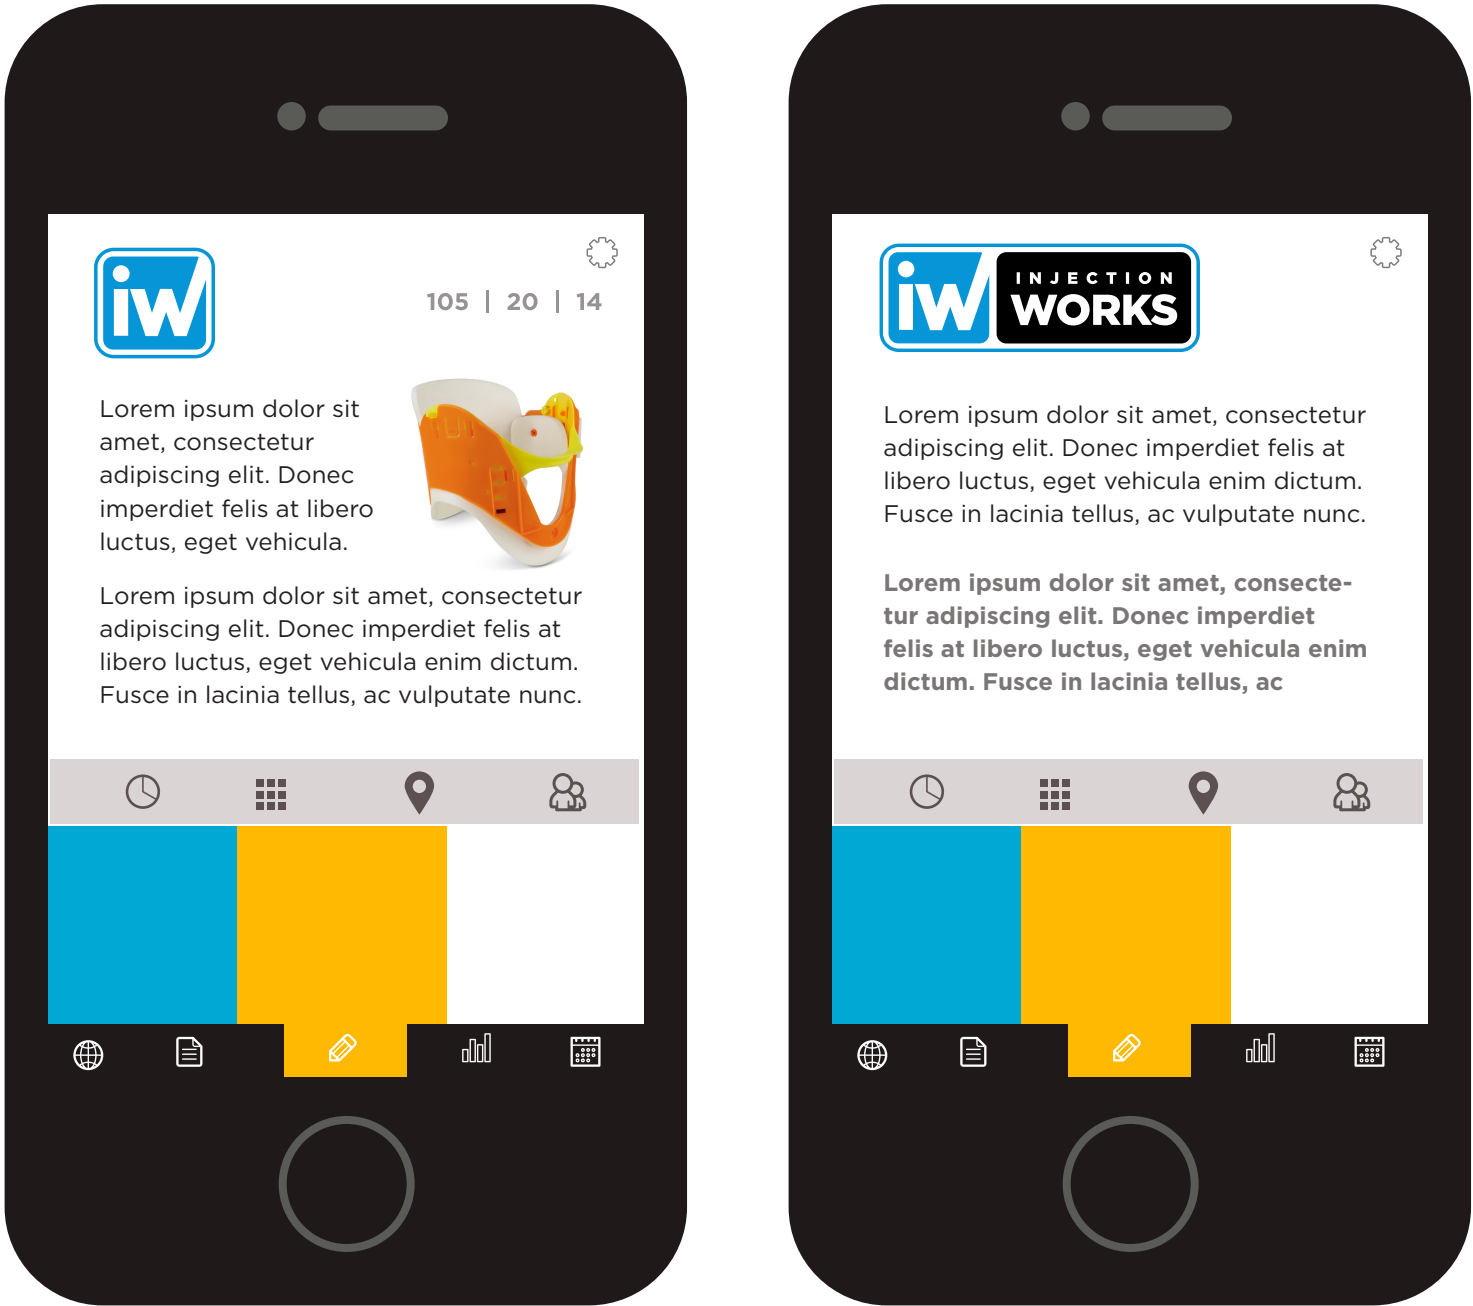 iw
105 | 20 | 14
Lorem ipsum dolor sit
amet, consectetur
adipiscing elit. Donec
imperdiet felis at libero
luctus, eget vehicula.
Lorem ipsum dolor sit amet, consectetur
adipiscing elit. Donec imperdiet felis at
libero luctus, eget vehicula enim dictum.
Fusce in lacinia tellus, ac vulputate nunc.
iw
INJECTION
WORKS
Lorem ipsum dolor sit amet, consectetur
adipiscing elit. Donec imperdiet felis at
libero luctus, eget vehicula enim dictum.
Fusce in lacinia tellus, ac vulputate nunc.
Lorem ipsum dolor sit amet, consecte-
tur adipiscing elit. Donec imperdiet
felis at libero luctus, eget vehicula enim
dictum. Fusce in lacinia tellus, ac